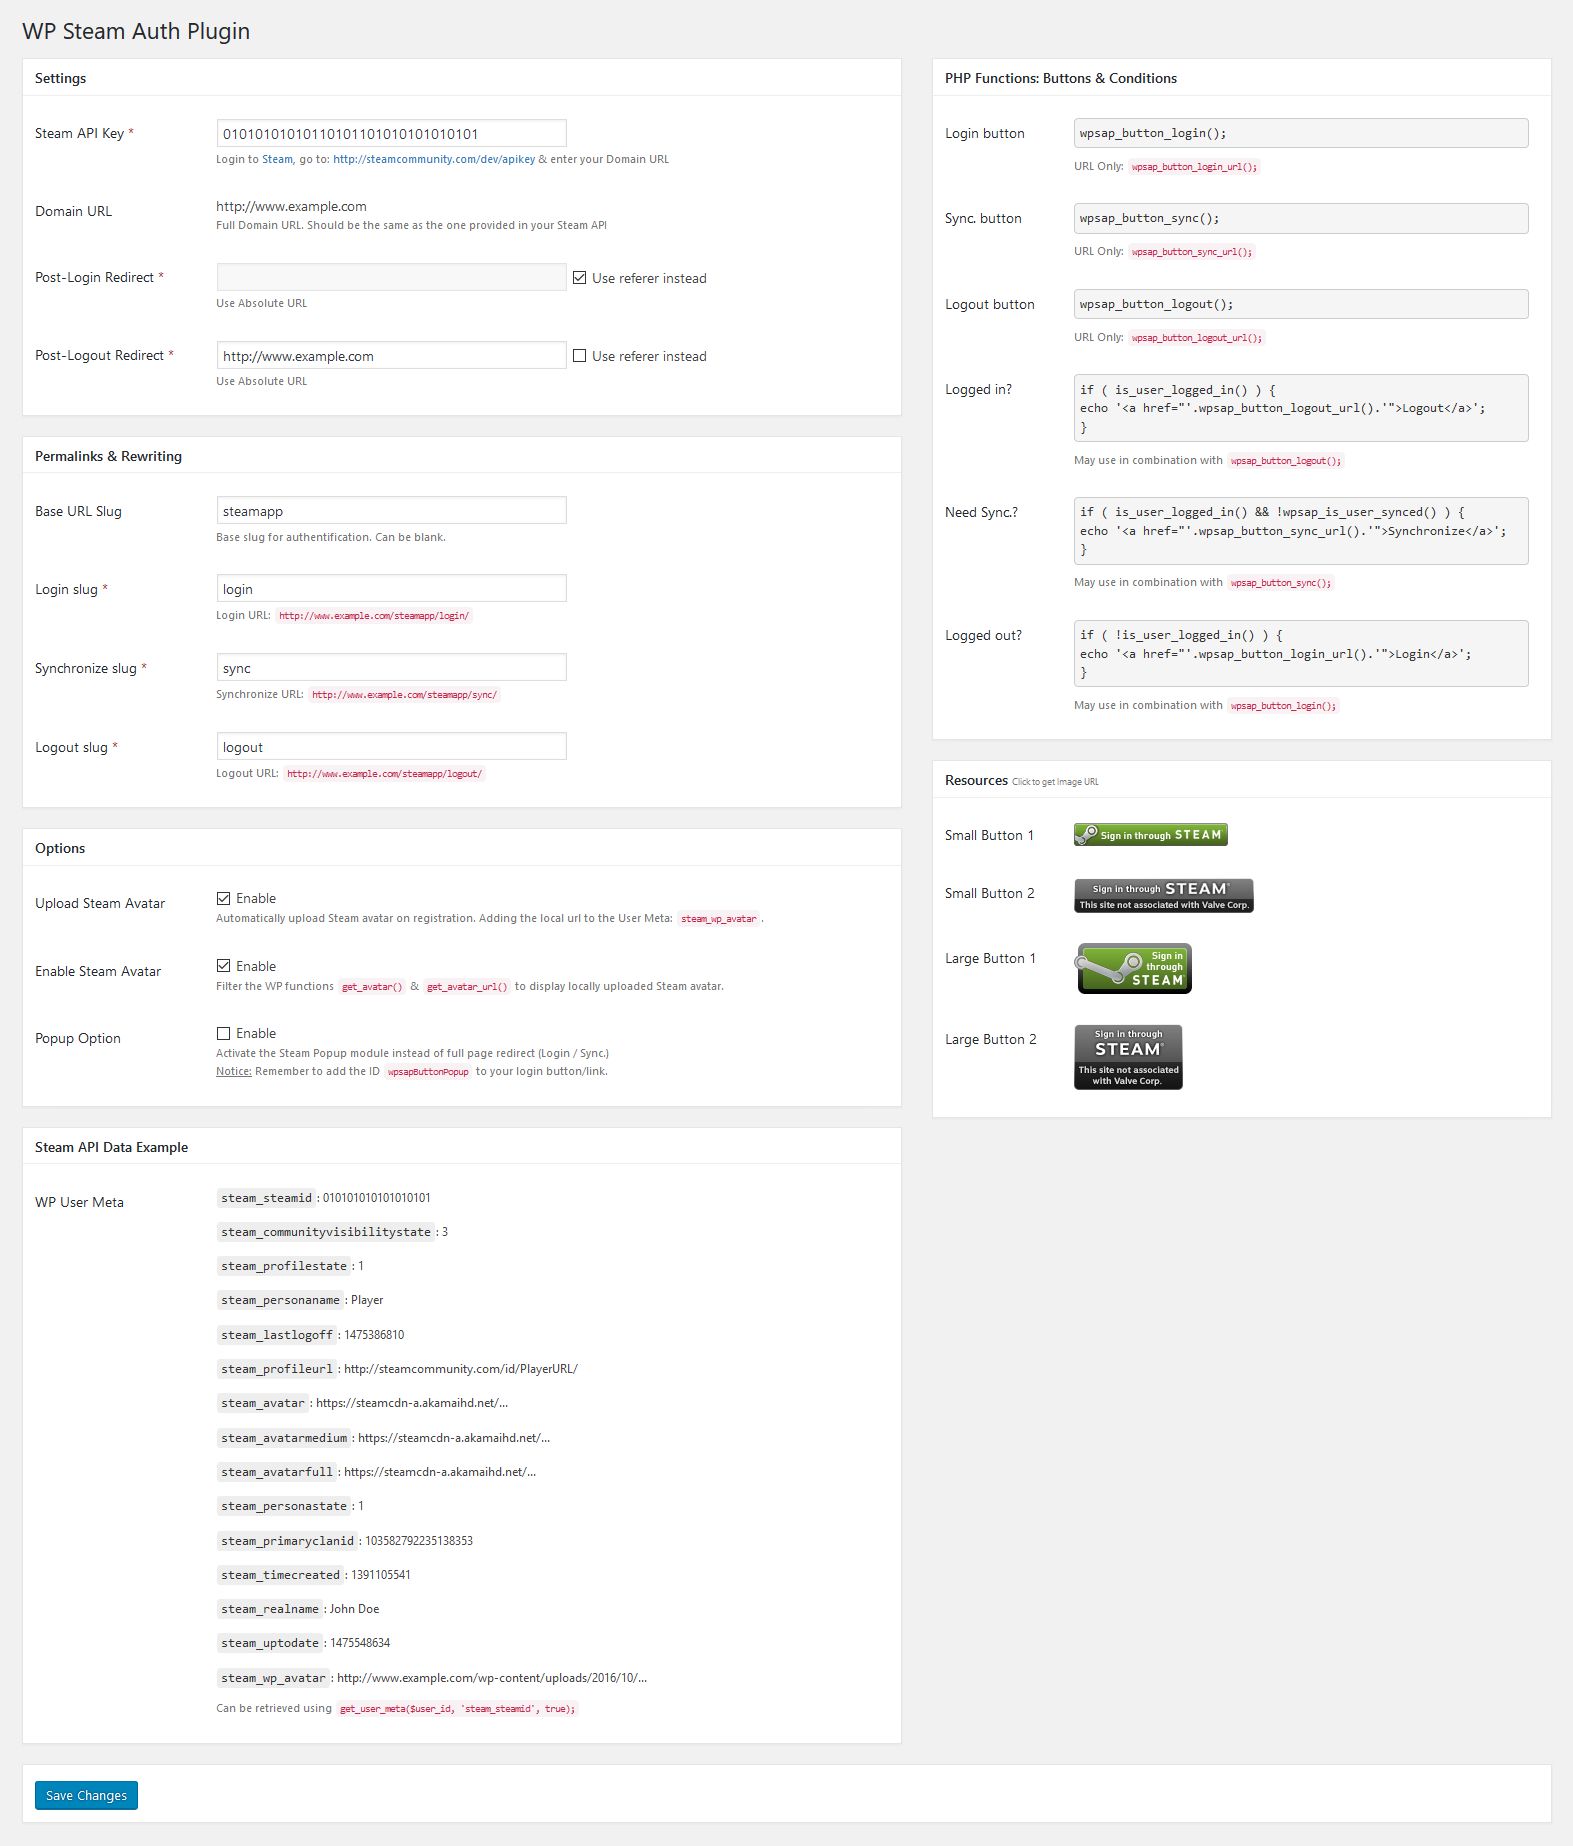 WP Steam Auth Plugin
Settings
Steam API Key *
01010101010110101101010101010101
Login to Steam, go to: http://steamcommunity.com/dev/apikey & enter your Domain URL
Domain URL
http://www.example.com
Full Domain URL. Should be the same as the one provided in your Steam API
Post-Login Redirect *
Use referer instead
Use Absolute URL
Post-Logout Redirect *
http://www.example.com
Use referer instead
Use Absolute URL
Permalinks & Rewriting
Base URL Slug
steamapp
Base slug for authentification. Can be blank.
Login slug *
login
Login URL: http://www.example.com/steamapp/login/
Synchronize slug *
sync
Synchronize URL: http://www.example.com/steamapp/sync/
Logout slug *
logout
Logout URL: http://www.example.com/steamapp/logout/
Options
Upload Steam Avatar
Enable
Automatically upload Steam avatar on registration. Adding the local url to the User Meta: steam_wp_avatar .
Enable Steam Avatar
Enable
Filter the WP functions get_avatar() & get_avatar_url() to display locally uploaded Steam avatar.
Popup Option
Enable
Activate the Steam Popup module instead of full page redirect (Login / Sync.)
Notice: Remember to add the ID wpsapButtonPopup to your login button/link.
Steam API Data Example
WP User Meta
steam_steamid : 010101010101010101
steam_communityvisibilitystate : 3
steam_profilestate : 1
steam_personaname : Player
steam_lastlogoff : 1475386810
steam_profileurl : http://steamcommunity.com/id/PlayerURL/
steam_avatar : https://steamcdn-a.akamaihd.net/...
steam_avatarmedium : https://steamcdn-a.akamaihd.net/...
steam_avatarfull : https://steamcdn-a.akamaihd.net/...
steam_personastate : 1
steam_primaryclanid : 103582792235138353
steam_timecreated : 1391105541
steam_realname : John Doe
steam_uptodate : 1475548634
steam_wp_avatar : http://www.example.com/wp-content/uploads/2016/10/...
Can be retrieved using get_user_meta($user_id, 'steam_steamid', true);
Save Changes
PHP Functions: Buttons & Conditions
Login button
wpsap_button_login();
URL Only: wpsap_button_login_url();
Sync. button
wpsap_button_sync();
URL Only: wpsap_button_sync_url();
Logout button
wpsap_button_logout();
URL Only: wpsap_button_logout_url();
Logged in?
if ( is_user_logged_in() ) {
echo '<a href="'.wpsap_button_logout_url().'">Logout</a>';
}
May use in combination with wpsap_button_logout();
Need Sync.?
if ( is_user_logged_in() && !wpsap_is_user_synced() ) {
echo '<a href="'.wpsap_button_sync_url().'">Synchronize</a>';
}
May use in combination with wpsap_button_sync();
Logged out?
if ( !is_user_logged_in() ) {
echo '<a href="'.wpsap_button_login_url().'">Login</a>';
}
May use in combination with wpsap_button_login();
Resources Click to get Image URL
Small Button 1
Sign in through STEAM
Small Button 2
Sign in through STEAM
This site not associated with Valve Corp.
Large Button 1
Sign in
through
STEAM
Large Button 2
Sign in through
STEAM
This site not associated
with Valve Corp.